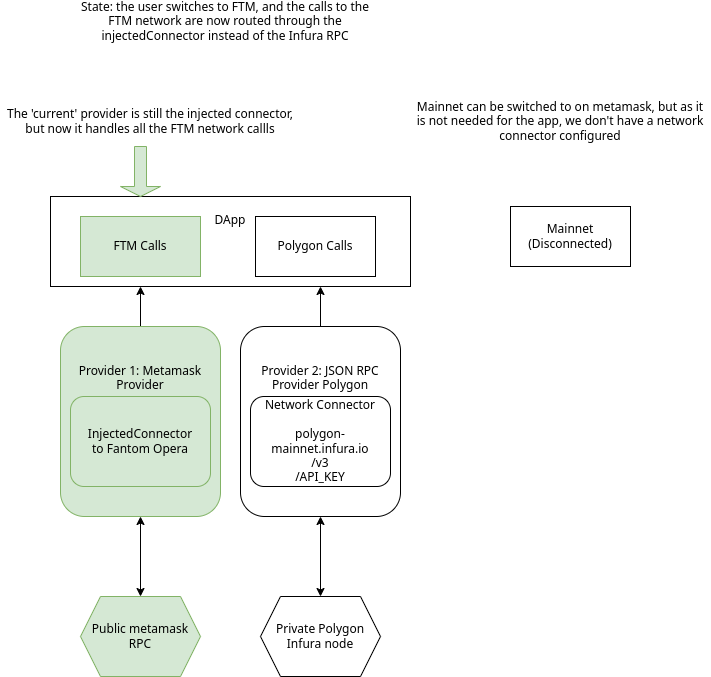 State: the user switches to FTM, and the calls to the
FTM network are now routed through the
injectedConnector instead of the Infura RPC
The 'current' provider is still the injected connector,
but now it handles all the FTM network callls
Mainnet can be switched to on metamask, but as it
is not needed for the app, we don't have a network
connector configured
DApp
FTM Calls
Polygon Calls
Mainnet
(Disconnected)
Provider 1: Metamask
Provider
InjectedConnector
to Fantom Opera
Provider 2: JSON RPC
Provider Polygon
Network Connector
polygon-
mainnet.infura.io
/v3
/API_KEY
Public metamask
RPC
Private Polygon
Infura node